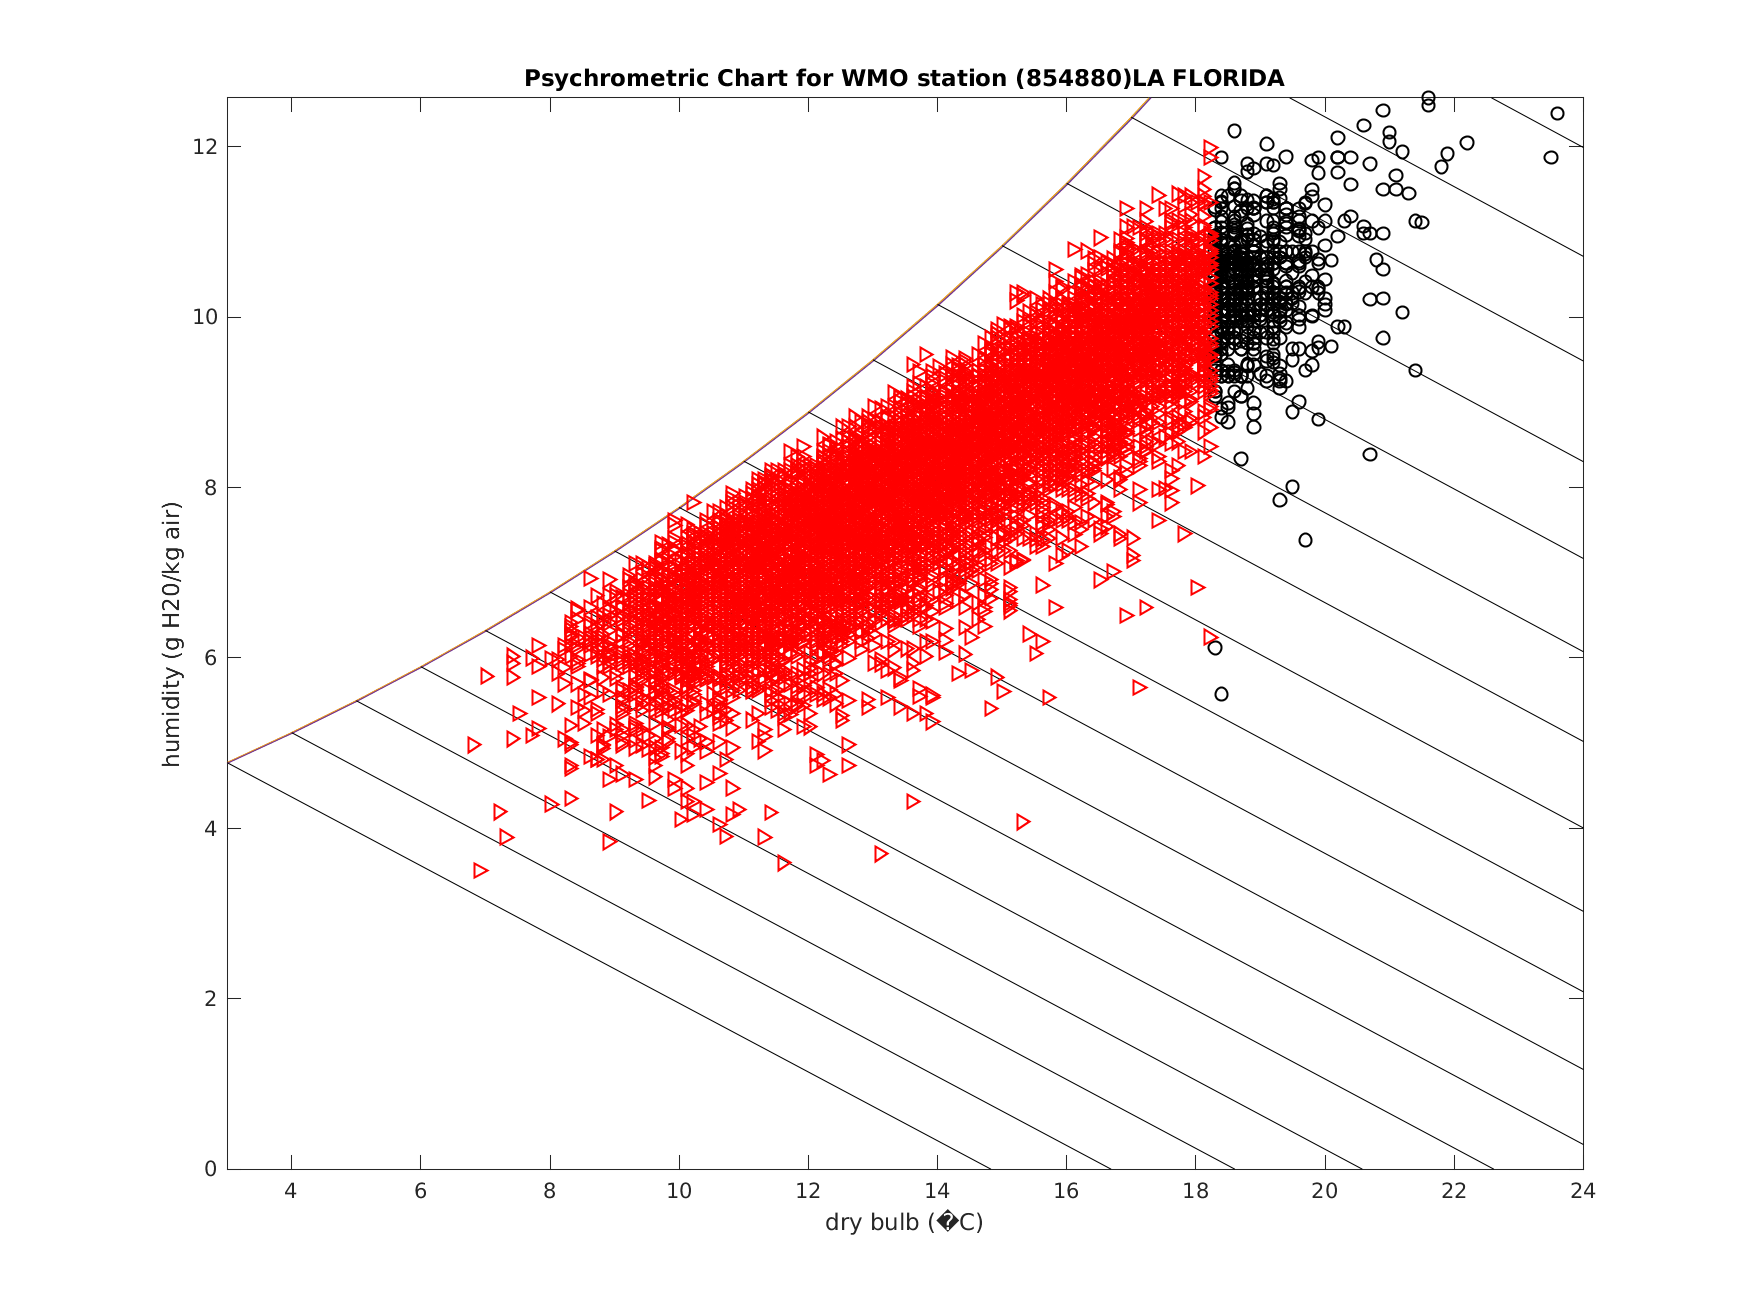 Psychrometric Chart for WMO station (854880)LA FLORIDA
12
10
8
6
4
2
0
humidity (g H20/kg air)
4 6 8 10 12 14 16 18 20 22 24
dry bulb (�C)